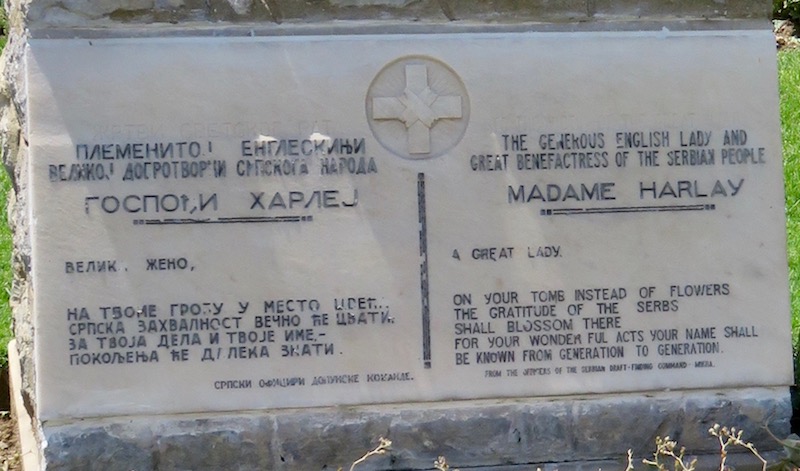 ПЛЕМЕНИТОЈ ЕНГЛЕСКИЊИ
ВЕЛИКОЈ ДОБРОТВОРКИ СРПСКОГА НАРОДА
ГОСПОЂИ ХАРЛЕЈ
ВЕЛИКА ЖЕНО,
НА ТВОМЕ ГРОБУ У МЕСТО ЦВЕЋА
СРПСКА ЗАХВАЛНОСТ ВЕЧНО ЋЕ ЦВАТИ.
ЗА ТВОЈА ДЕЛА И ТВОЈЕ ИМЕ-
ПОКОЉЕЊА ЋЕ ДАЛЕКА ЗНАТИ.
СРПСКИ ОФИЦИРИ ДОПУНСКЕ КОМАНДЕ.
THE GENEROUS ENGLISH LADY AND
GREAT BENEFACTRESS OF THE SERBIAN PEOPLE
MADAME HARLAY
A GREAT LADY.
ON YOUR TOMB INSTEAD OF FLOWERS
THE GRATITUDE OF THE SERBS
SHALL BLOSSOM THERE
FOR YOUR WONDERFUL ACTS YOUR NAME SHALL
BE KNOWN FROM GENERATION TO GENERATION.
FROM THE OFFICERS OF THE SERBIAN DRAFT-FINDING COMMAND